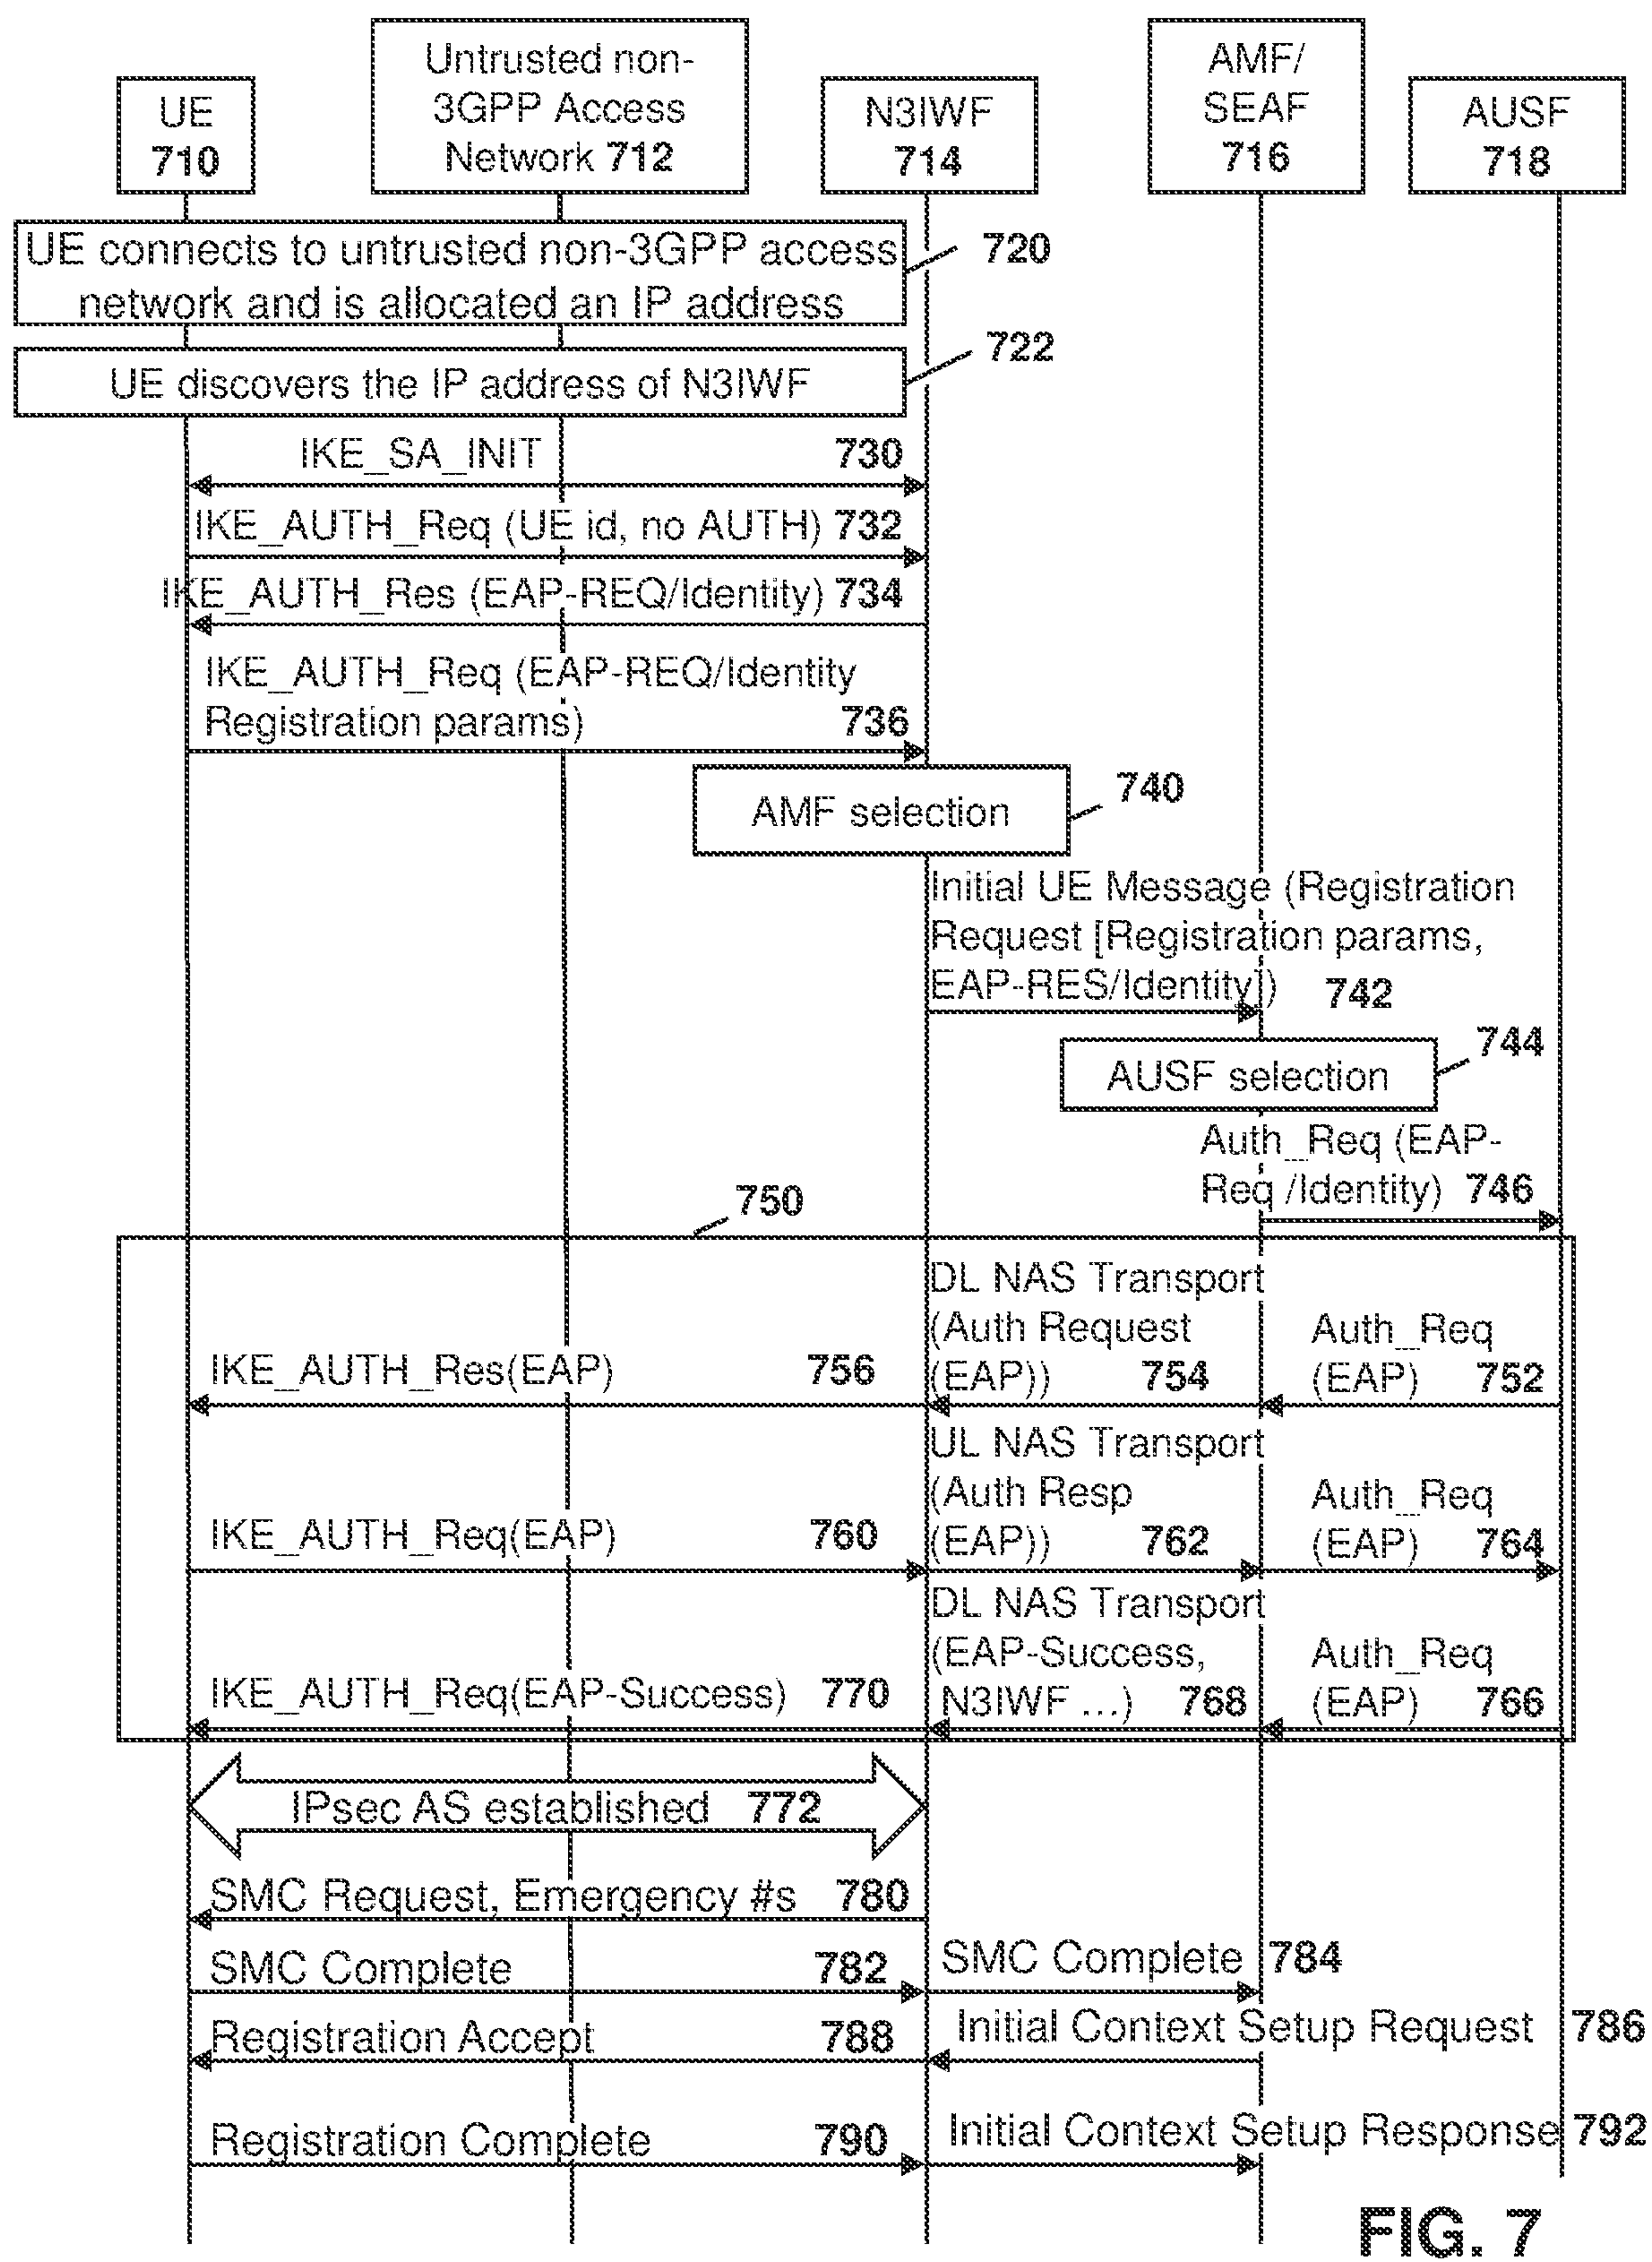 UE
710
Untrusted non-
3GPP Access
Network 712
N3IWF
714
AMF/
SEAF
716
AUSF
718
UE connects to untrusted non-3GPP access
network and is allocated an IP address
720
UE discovers the IP address of N3IWF
722
IKE_SA_INIT 730
IKE_AUTH_Req (UE id, no AUTH) 732
IKE_AUTH_Res (EAP-REQ/Identity) 734
IKE_AUTH_Req (EAP-REQ/Identity
Registration params) 736
AMF selection
740
Initial UE Message (Registration
Request [Registration params,
EAP-RES/Identity]) 742
AUSF selection
744
Auth_Req (EAP-
Req /Identity) 746
750
IKE_AUTH_Res(EAP) 756
DL NAS Transport
(Auth Request
(EAP)) 754
Auth_Req
(EAP) 752
IKE_AUTH_Req(EAP) 760
UL NAS Transport
(Auth Resp
(EAP)) 762
Auth_Req
(EAP) 764
IKE_AUTH_Req(EAP-Success) 770
DL NAS Transport
(EAP-Success,
N3IWF ...) 768
Auth_Req
(EAP) 766
IPsec AS established 772
SMC Request, Emergency #s 780
SMC Complete 782
SMC Complete 784
Registration Accept 788
Initial Context Setup Request 786
Registration Complete 790
Initial Context Setup Response 792
FIG. 7